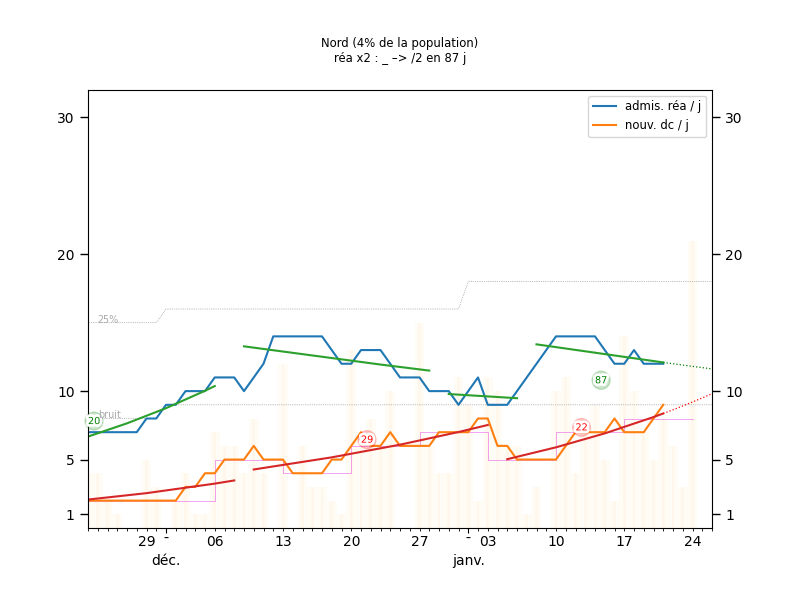 Nord (4% de la population)
réa x2 : _ –> /2 en 87 j
admis. réa / j
nouv. dc / j
30
30
20
20
25%
10
10
bruit
87
20
22
29
5
5
1
1
29 - 06 13 20 27 - 03 10 17 24
déc. janv.